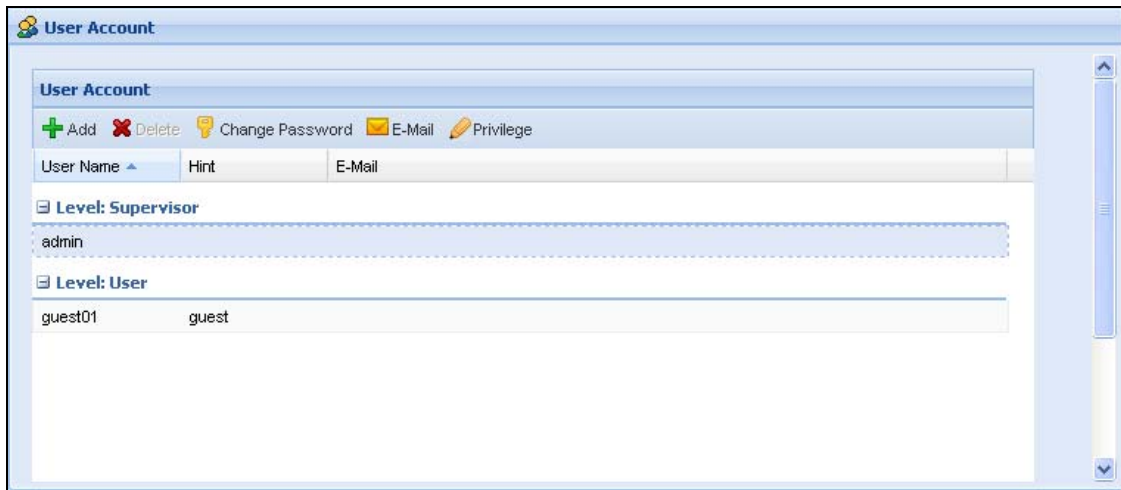 User Account
User Account
Add Delete Change Password E-Mail Privilege
User Name Hint E-Mail
Level: Supervisor
admin
Level: User
guest01 guest